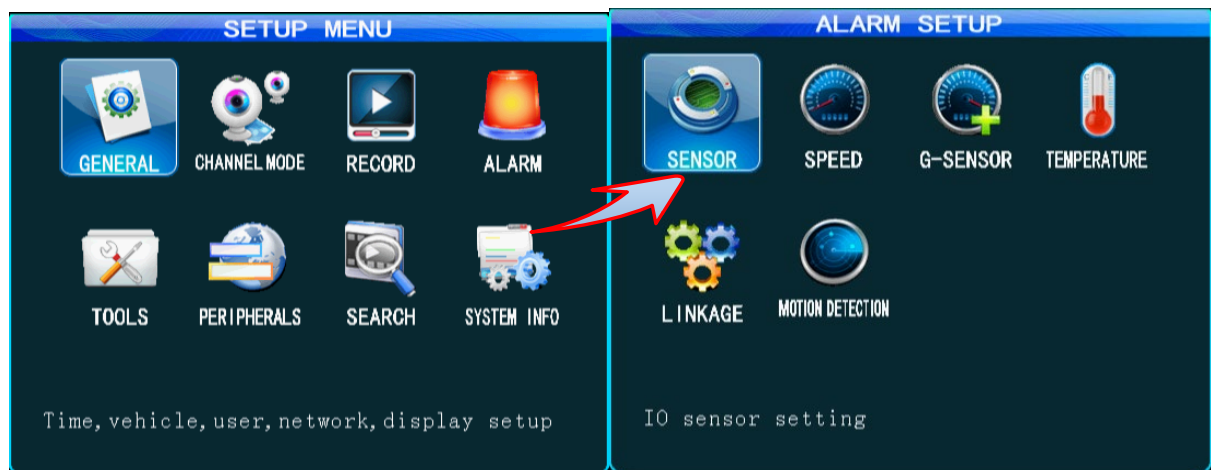 SETUP MENU
GENERAL
CHANNEL MODE
RECORD
ALARM
TOOLS
PERIPHERALS
SEARCH
SYSTEM INFO
Time,vehicle,user,network,display setup
ALARM SETUP
SENSOR
SPEED
G-SENSOR
TEMPERATURE
LINKAGE
MOTION DETECTION
IO sensor setting